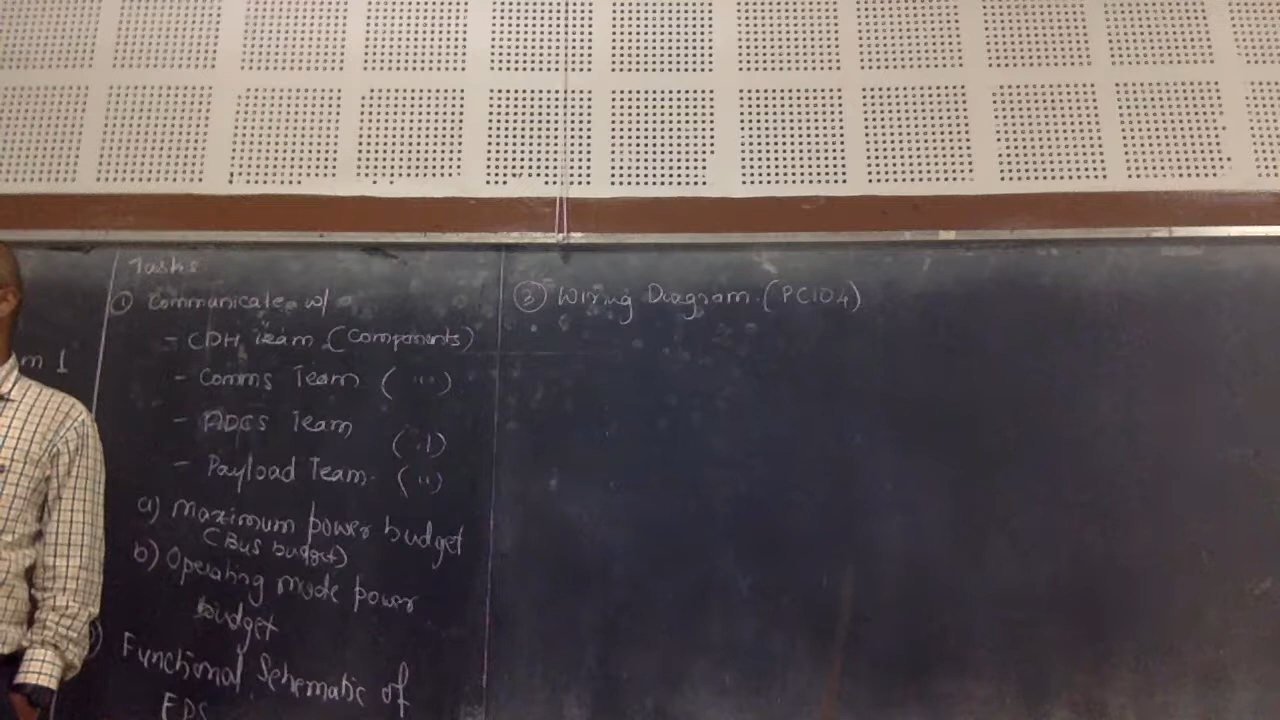 m 1
Tasks
① Communicate w/
- CDH Team (Components)
- Comms Team ( ''' )
- ADCS Team ( '' )
- Payload Team. ( '' )
a) Maximum power budget
(Bus budget)
b) Operating mode power
budget
) Functional Schematic of
EPS
③ Wiring Diagram. (PC104)